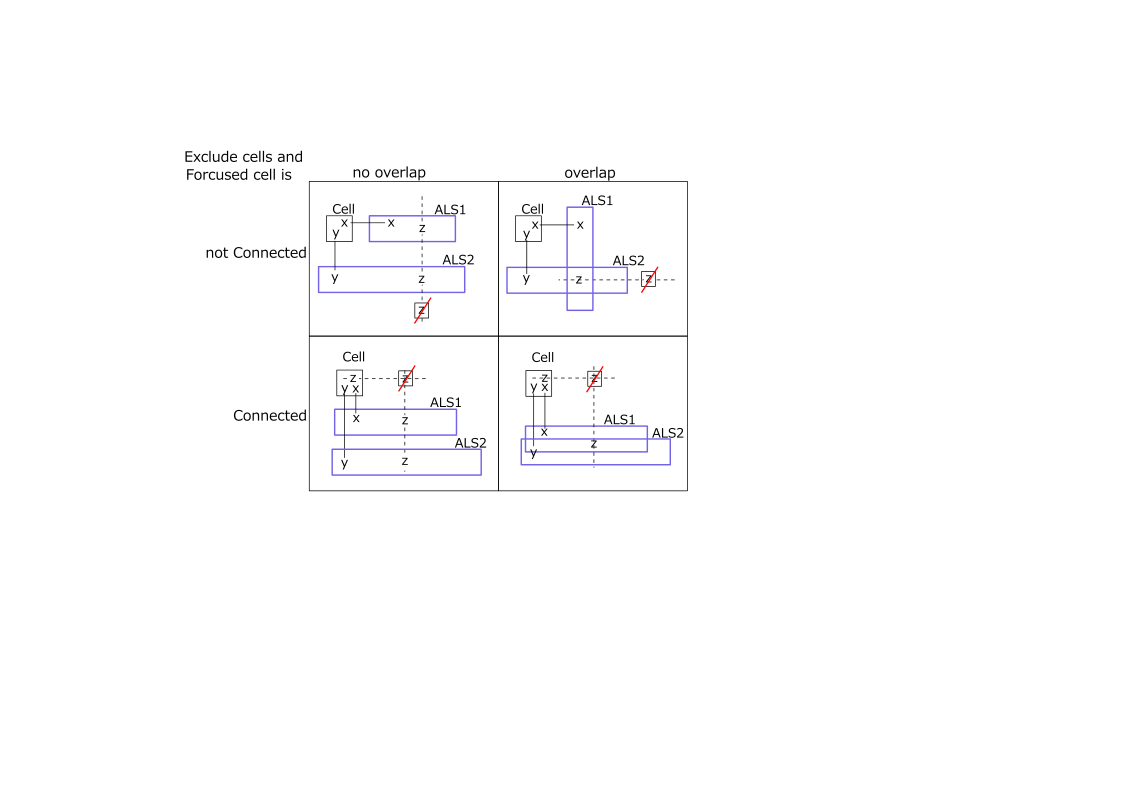 Exclude cells and
Forcused cell is
no overlap
overlap
not Connected
Cell
x
y
x
ALS1
z
ALS2
y
z
z
Cell
x
y
ALS1
x
ALS2
y
z
z
Connected
Cell
z
y x
z
ALS1
x
z
ALS2
y
z
Cell
z
y x
z
ALS1
x
ALS2
z
y